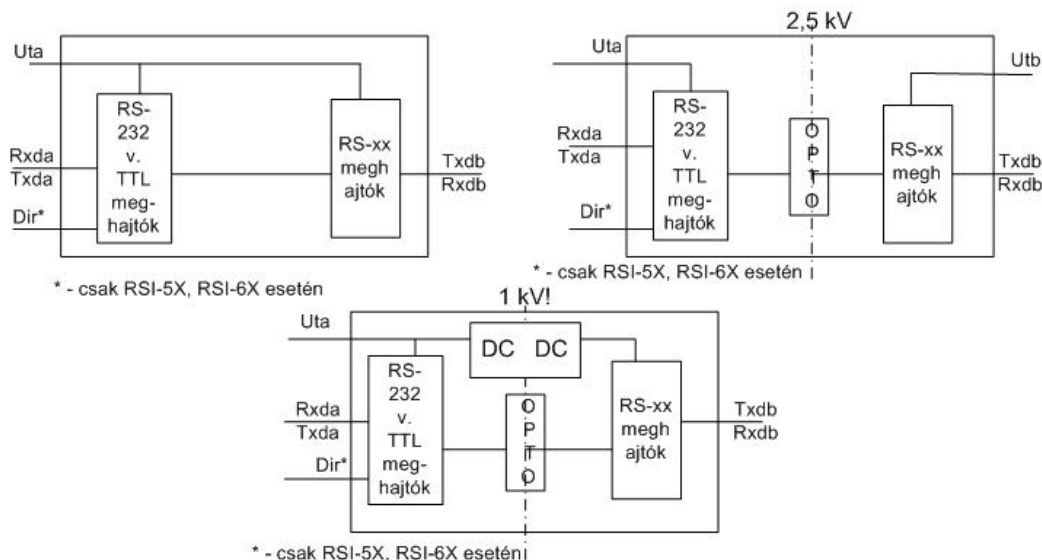 Uta
RS-
232
v.
TTL
meg-
hajtók
RS-xx
megh
ajtók
Rxda
Txda
Dir*
Txdb
Rxdb
* - csak RSI-5X, RSI-6X esetén
2,5 kV
Uta
Utb
RS-
232
v.
TTL
meg-
hajtók
O
P
T
O
RS-xx
megh
ajtók
Rxda
Txda
Dir*
Txdb
Rxdb
* - csak RSI-5X, RSI-6X esetén
1 kV!
Uta
DC DC
RS-
232
v.
TTL
meg-
hajtók
O
P
T
O
RS-xx
megh
ajtók
Rxda
Txda
Dir*
Txdb
Rxdb
* - csak RSI-5X, RSI-6X esetén